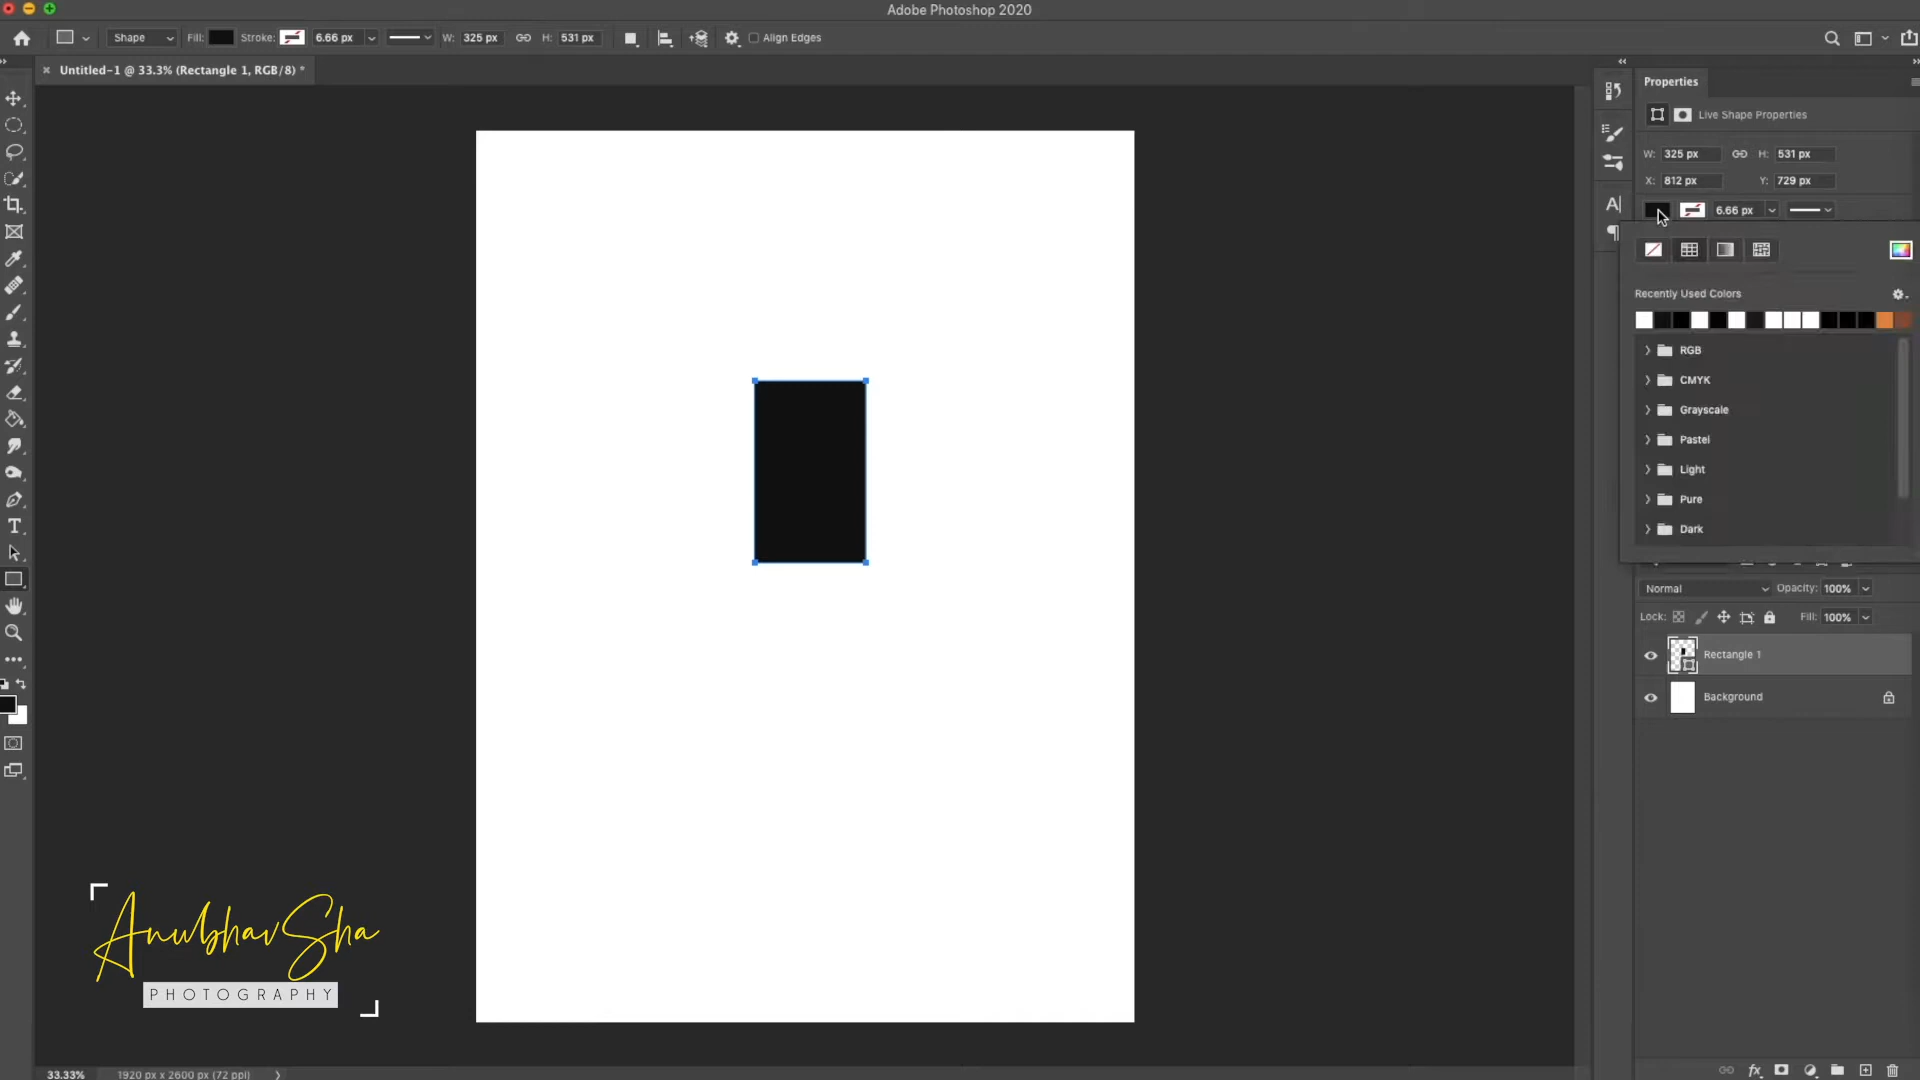 Adobe Photoshop 2020
Shape Fill: Stroke: 6.66 px W: 325 px H: 531 px Align Edges
Untitled-1 @ 33.3% (Rectangle 1, RGB/8) *
Properties
Live Shape Properties
W: 325 px H: 531 px
X: 812 px Y: 729 px
6.66 px
Recently Used Colors
RGB
CMYK
Grayscale
Pastel
Light
Pure
Dark
Normal Opacity: 100%
Lock: Fill: 100%
Rectangle 1
Background
AnubhavSha
PHOTOGRAPHY
33.33% 1920 px x 2600 px (72 ppi)